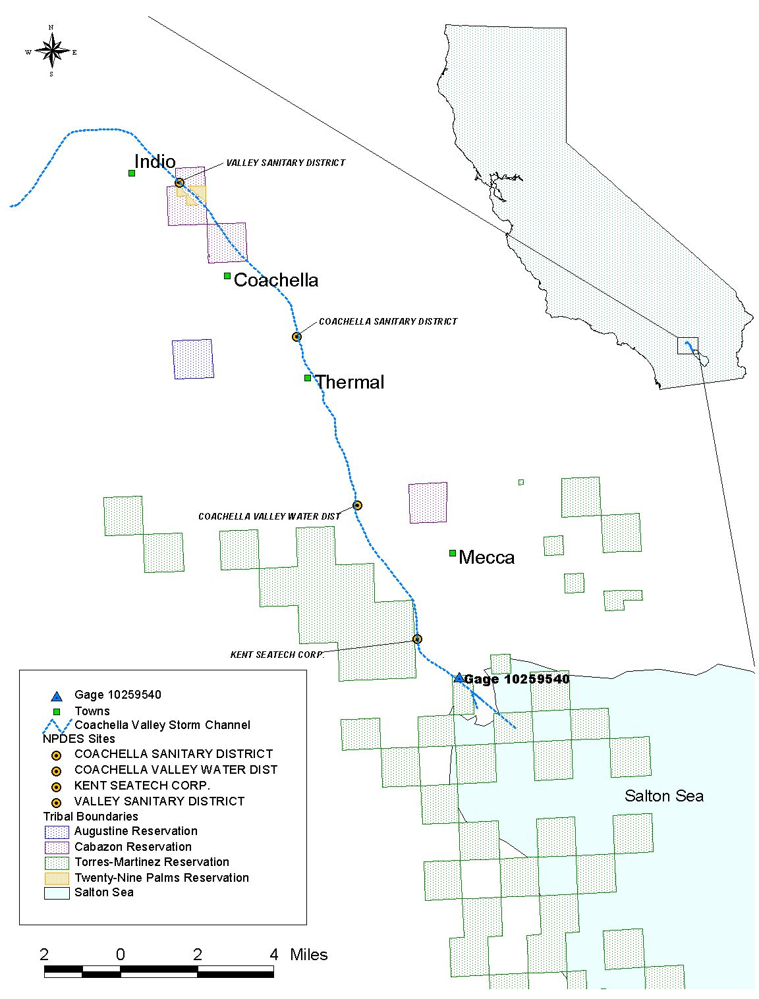 N
W E
S
Indio
VALLEY SANITARY DISTRICT
Coachella
COACHELLA SANITARY DISTRICT
Thermal
COACHELLA VALLEY WATER DIST
Mecca
KENT SEATECH CORP.
Gage 10259540
Salton Sea
Gage 10259540
Towns
Coachella Valley Storm Channel
NPDES Sites
COACHELLA SANITARY DISTRICT
COACHELLA VALLEY WATER DIST
KENT SEATECH CORP.
VALLEY SANITARY DISTRICT
Tribal Boundaries
Augustine Reservation
Cabazon Reservation
Torres-Martinez Reservation
Twenty-Nine Palms Reservation
Salton Sea
2 0 2 4 Miles